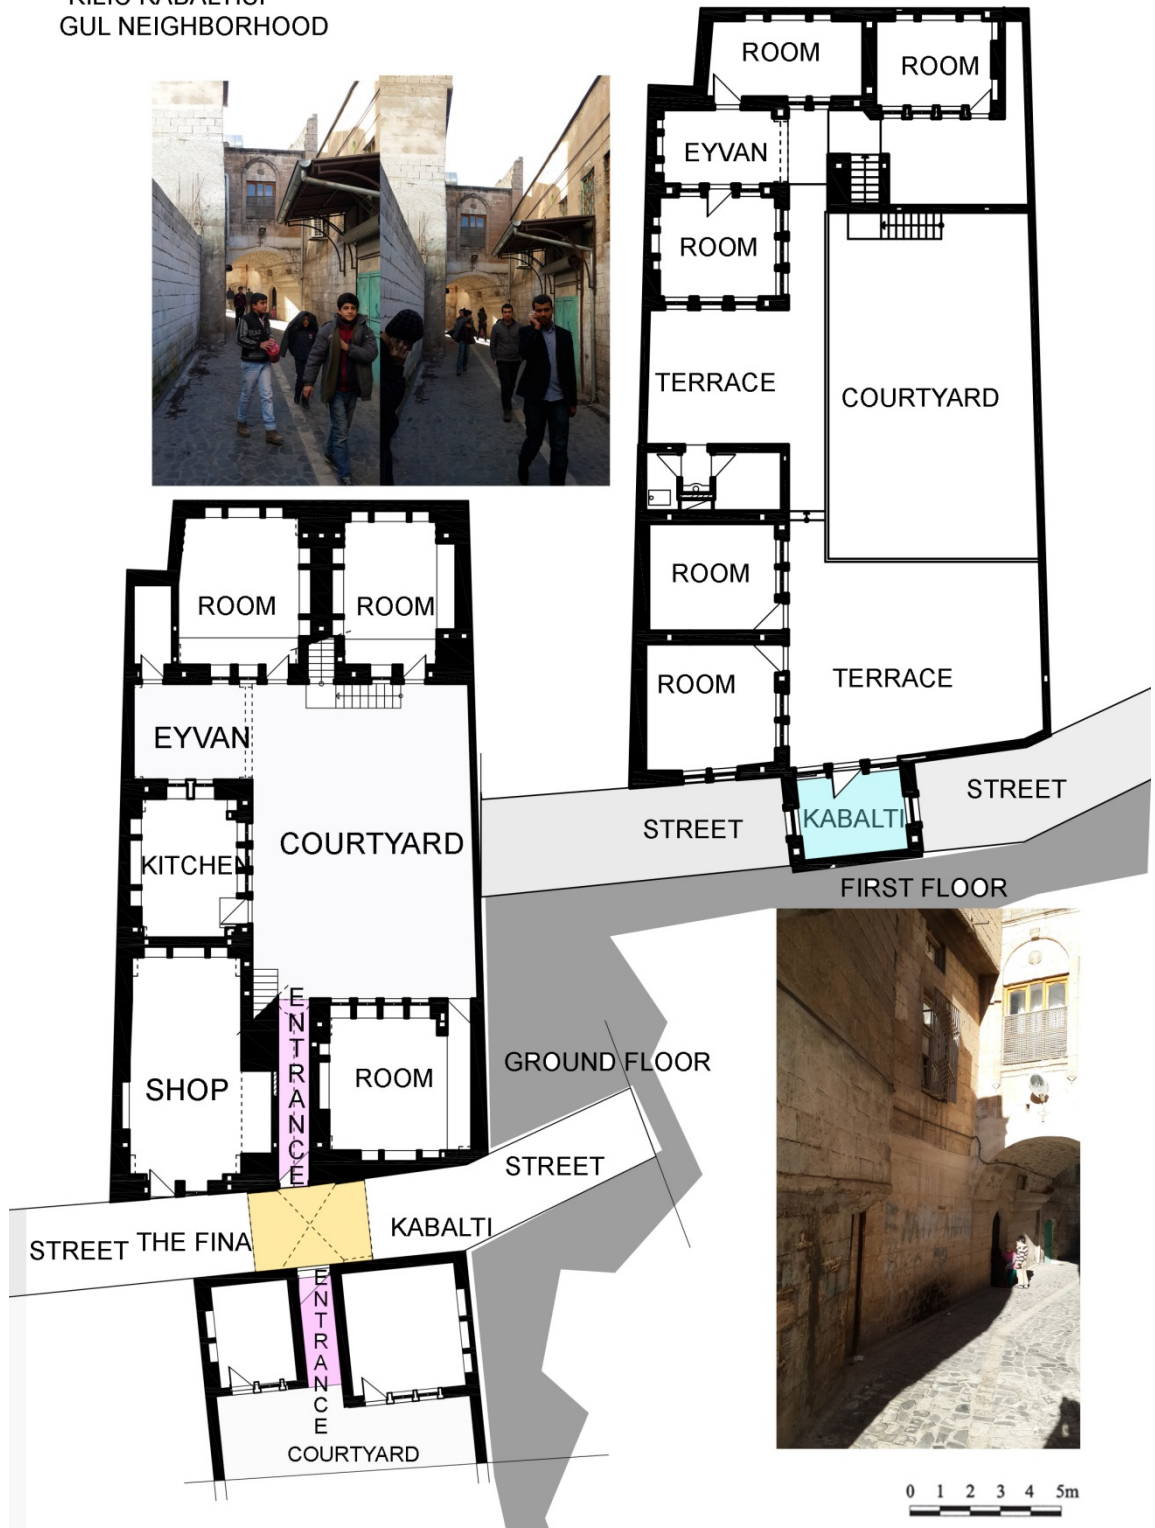 GUL NEIGHBORHOOD
ROOM
ROOM
EYVAN
ROOM
TERRACE
COURTYARD
ROOM
ROOM
TERRACE
STREET
KABALTI
STREET
FIRST FLOOR
ROOM
ROOM
EYVAN
COURTYARD
KITCHEN
ENTRANCE
SHOP
ROOM
GROUND FLOOR
STREET
STREET
THE FINA
KABALTI
ENTRANCE
COURTYARD
0 1 2 3 4 5m